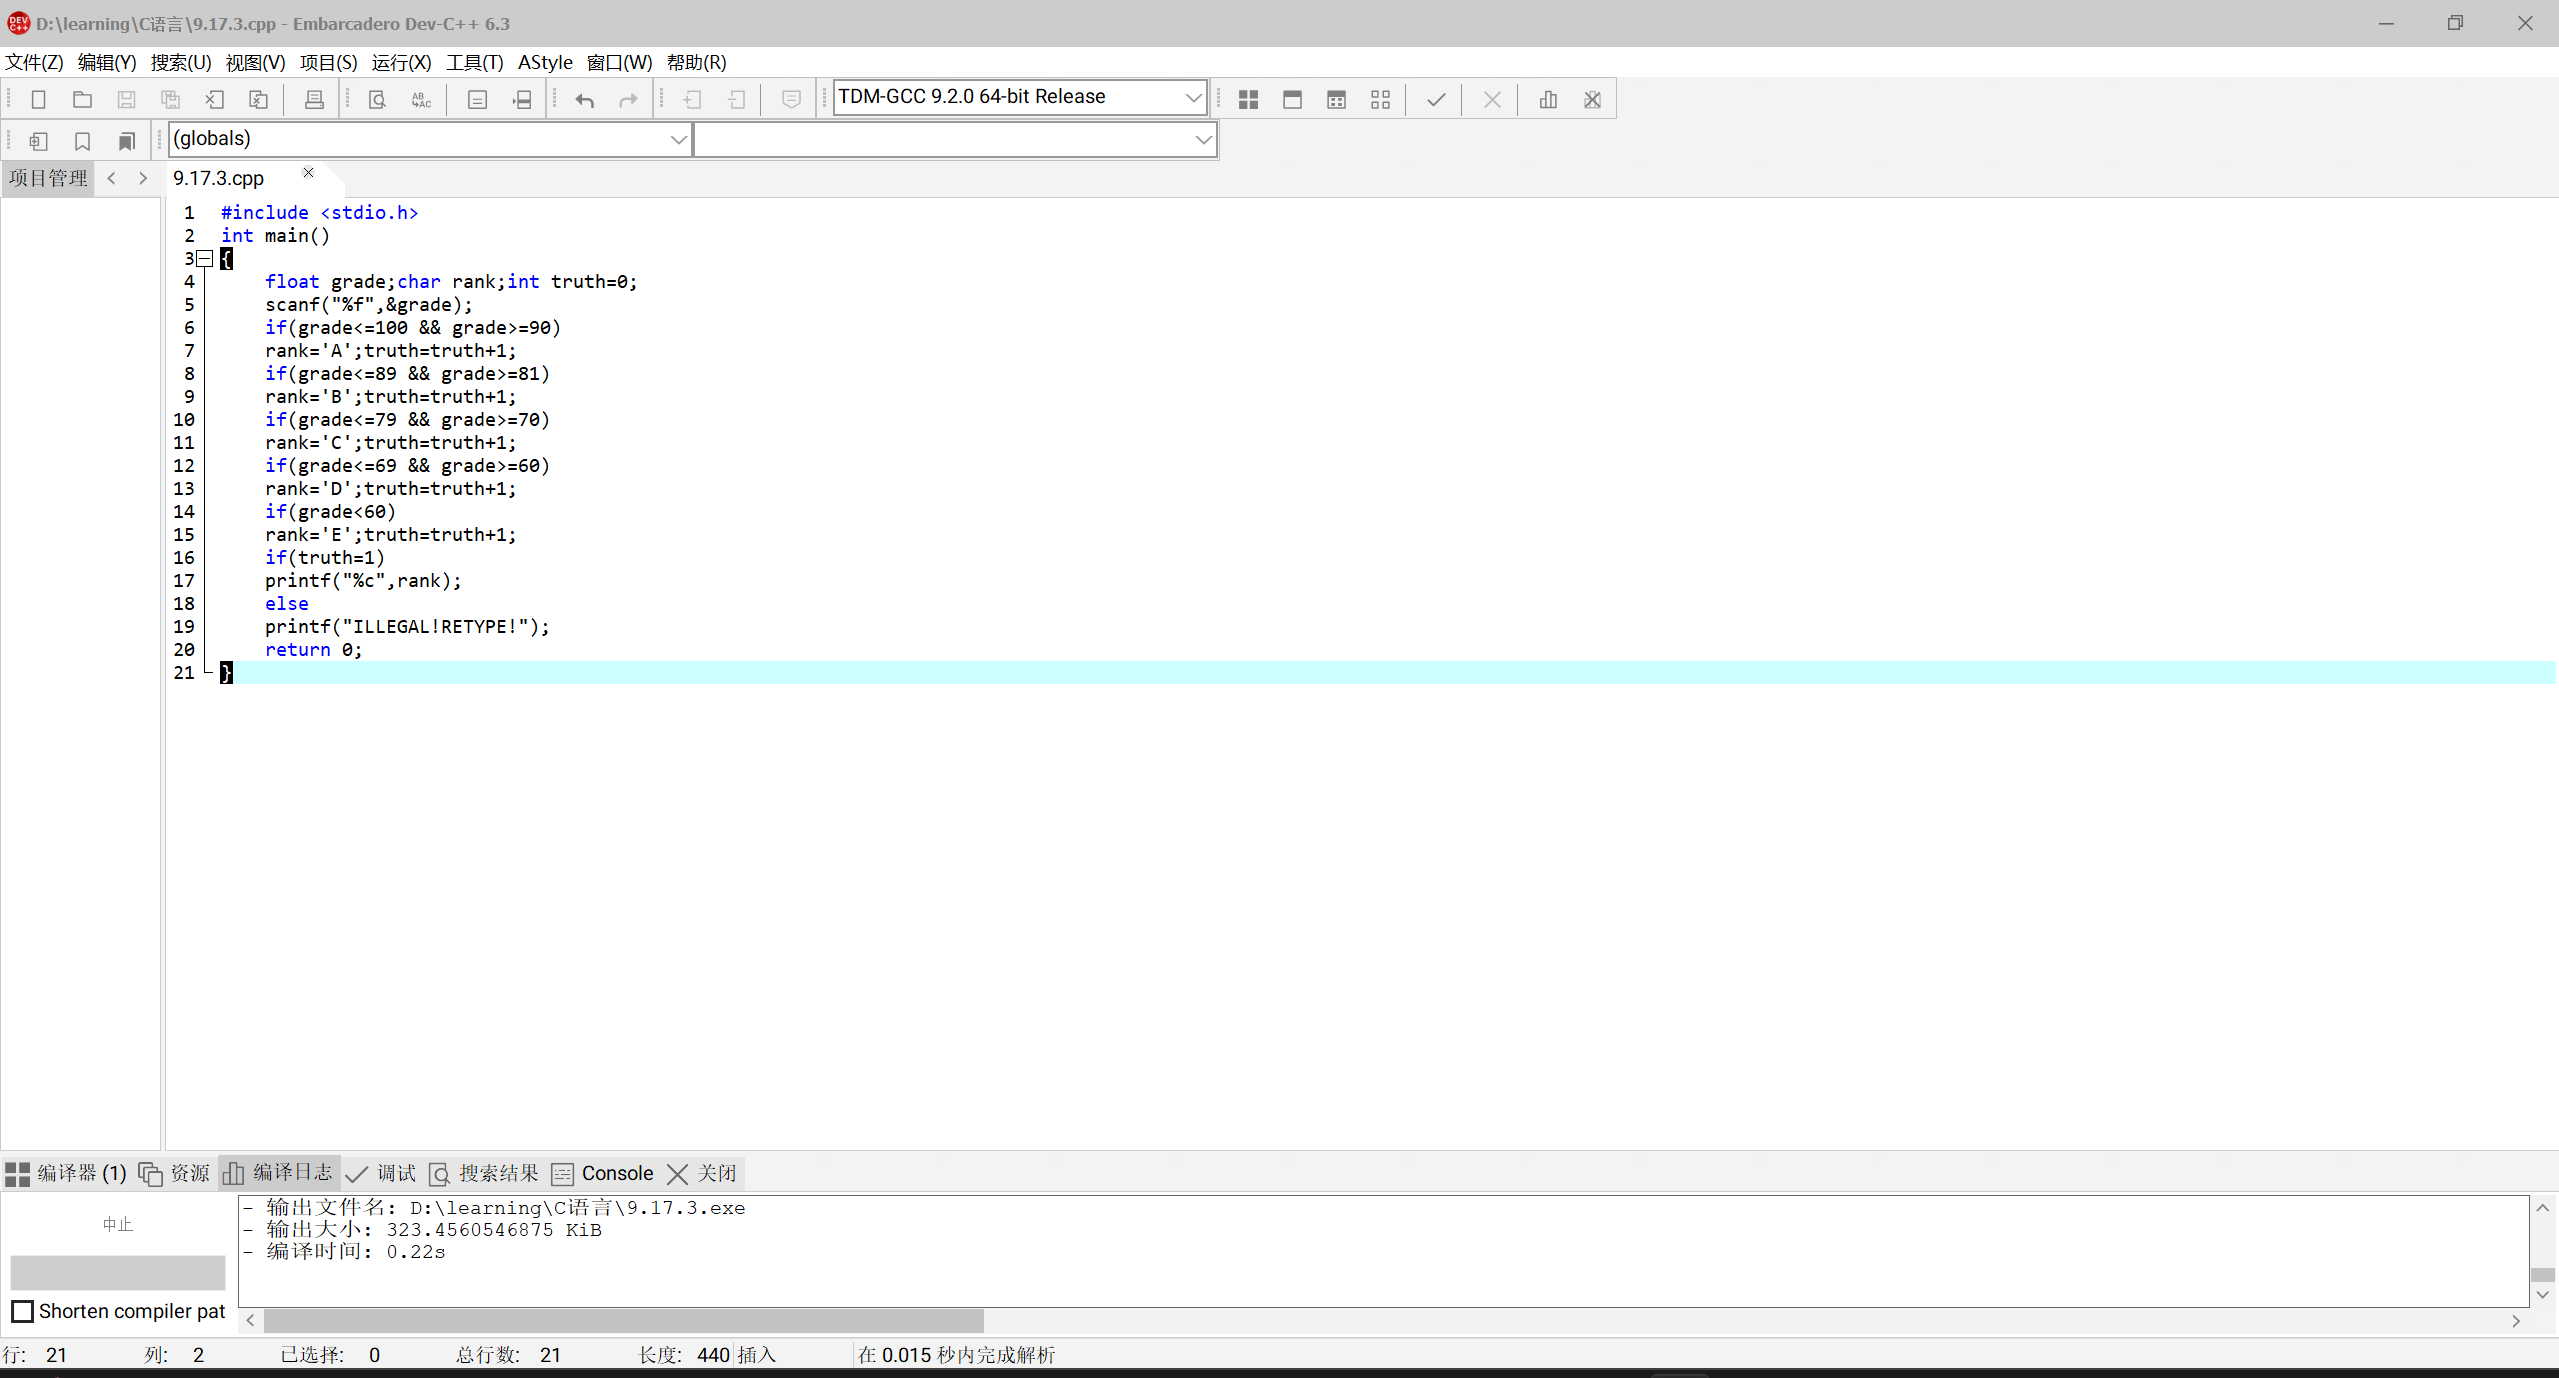 D:\learning\C语言\9.17.3.cpp - Embarcadero Dev-C++ 6.3
文件(Z) 编辑(Y) 搜索(U) 视图(V) 项目(S) 运行(X) 工具(T) AStyle 窗口(W) 帮助(R)
TDM-GCC 9.2.0 64-bit Release
(globals)
项目管理 9.17.3.cpp
1 #include <stdio.h>
2 int main()
3 {
4 float grade;char rank;int truth=0;
5 scanf("%f",&grade);
6 if(grade<=100 && grade>=90)
7 rank='A';truth=truth+1;
8 if(grade<=89 && grade>=81)
9 rank='B';truth=truth+1;
10 if(grade<=79 && grade>=70)
11 rank='C';truth=truth+1;
12 if(grade<=69 && grade>=60)
13 rank='D';truth=truth+1;
14 if(grade<60)
15 rank='E';truth=truth+1;
16 if(truth=1)
17 printf("%c",rank);
18 else
19 printf("ILLEGAL!RETYPE!");
20 return 0;
21 }
编译器 (1) 资源 编译日志 调试 搜索结果 Console 关闭
中止
- 输出文件名: D:\learning\C语言\9.17.3.exe
- 输出大小: 323.4560546875 KiB
- 编译时间: 0.22s
Shorten compiler pat
行: 21 列: 2 已选择: 0 总行数: 21 长度: 440 插入 在 0.015 秒内完成解析